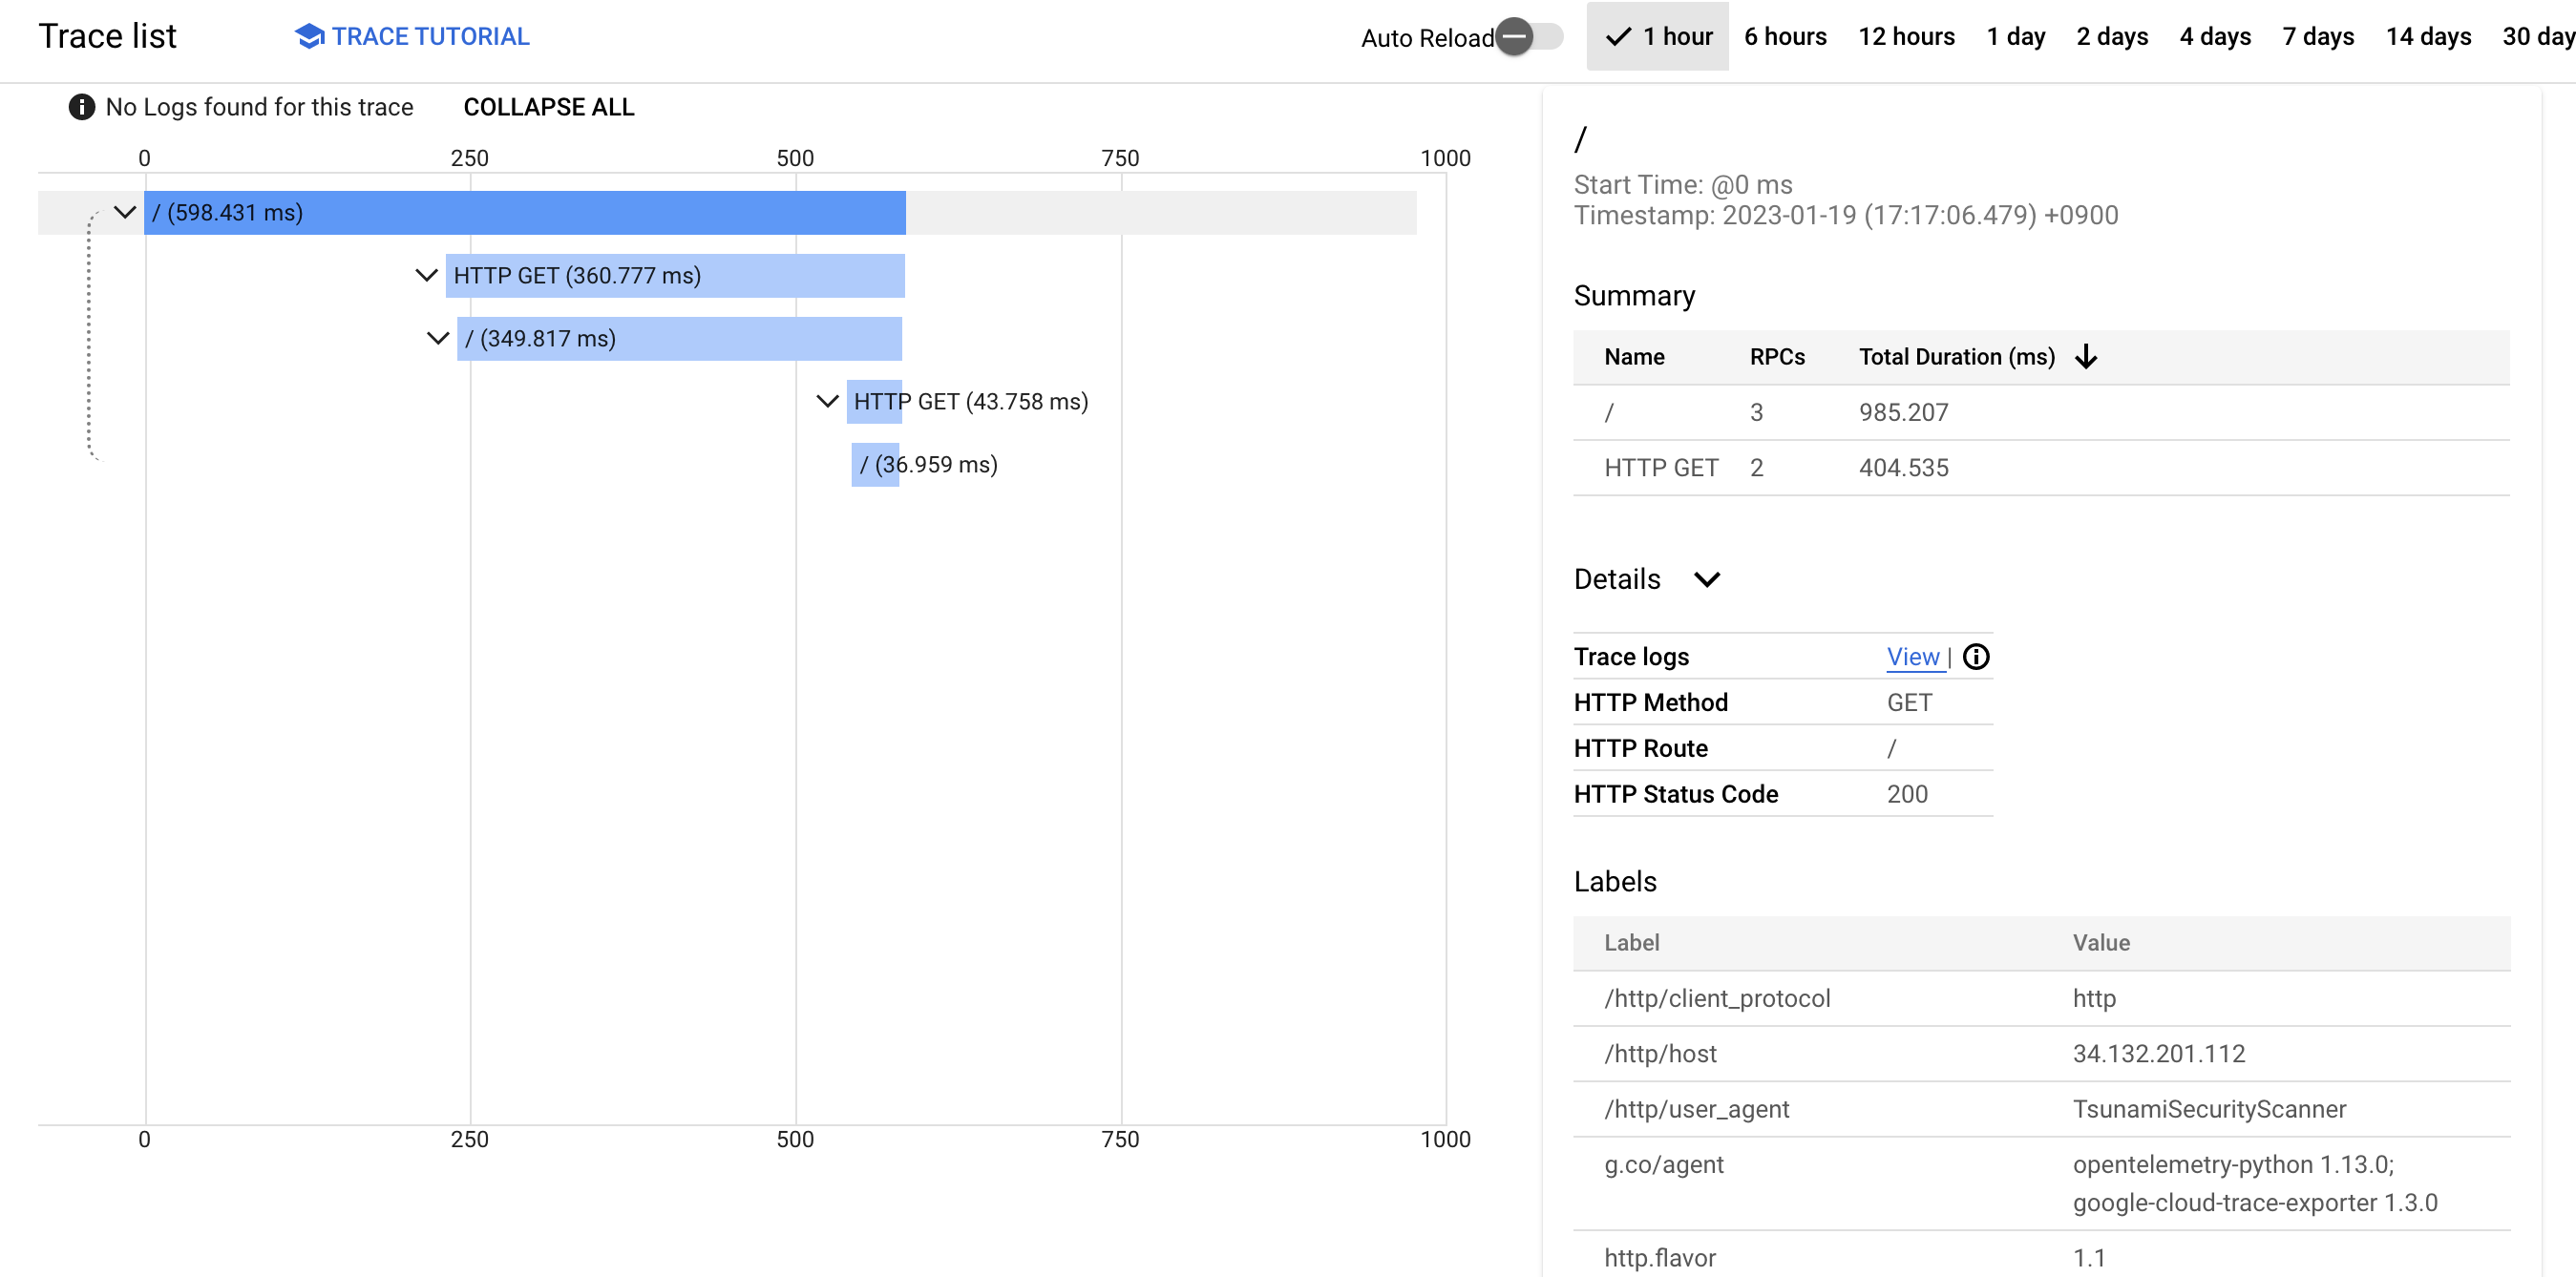 Trace list
TRACE TUTORIAL
Auto Reload
1 hour
6 hours
12 hours
1 day
2 days
4 days
7 days
14 days
30 day
No Logs found for this trace
COLLAPSE ALL
0 250 500 750 1000
/ (598.431 ms)
HTTP GET (360.777 ms)
/ (349.817 ms)
HTTP GET (43.758 ms)
/ (36.959 ms)
0 250 500 750 1000
/
Start Time: @0 ms
Timestamp: 2023-01-19 (17:17:06.479) +0900
Summary
Name RPCs Total Duration (ms)
/ 3 985.207
HTTP GET 2 404.535
Details
Trace logs View |
HTTP Method GET
HTTP Route /
HTTP Status Code 200
Labels
Label Value
/http/client_protocol http
/http/host 34.132.201.112
/http/user_agent TsunamiSecurityScanner
g.co/agent opentelemetry-python 1.13.0;
google-cloud-trace-exporter 1.3.0
http.flavor 1.1